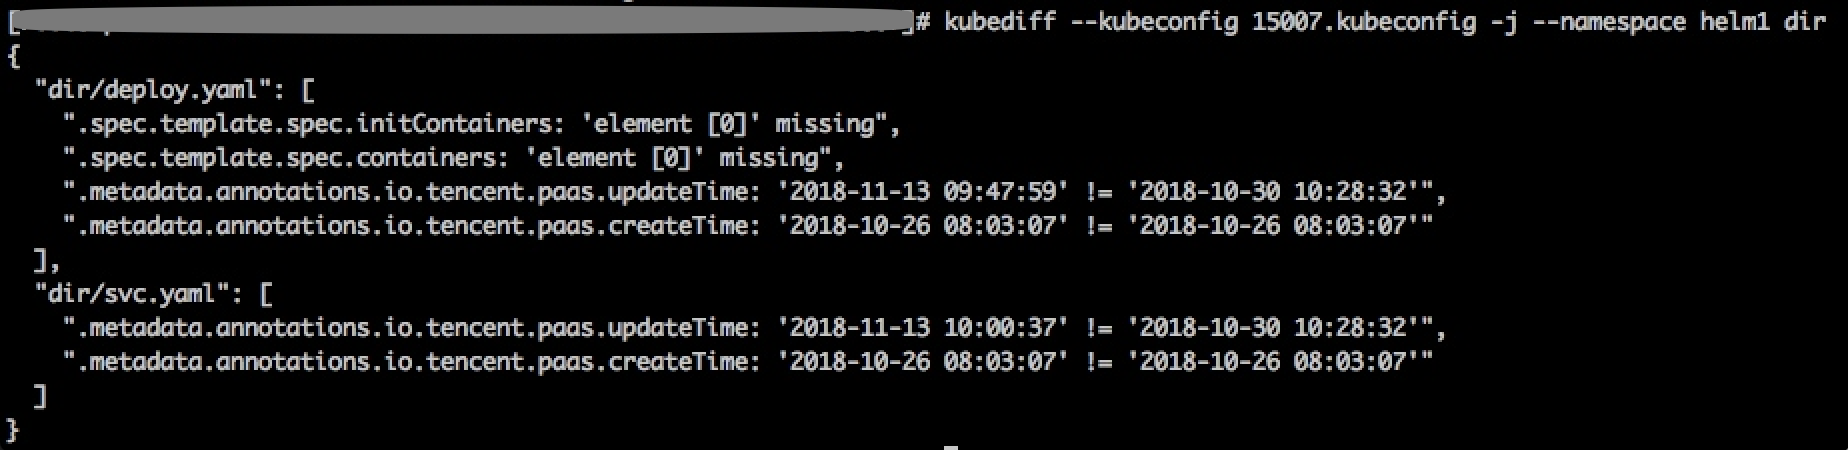 [ ]# kubediff --kubeconfig 15007.kubeconfig -j --namespace helm1 dir
{
  "dir/deploy.yaml": [
    ".spec.template.spec.initContainers: 'element [0]' missing",
    ".spec.template.spec.containers: 'element [0]' missing",
    ".metadata.annotations.io.tencent.paas.updateTime: '2018-11-13 09:47:59' != '2018-10-30 10:28:32'",
    ".metadata.annotations.io.tencent.paas.createTime: '2018-10-26 08:03:07' != '2018-10-26 08:03:07'"
  ],
  "dir/svc.yaml": [
    ".metadata.annotations.io.tencent.paas.updateTime: '2018-11-13 10:00:37' != '2018-10-30 10:28:32'",
    ".metadata.annotations.io.tencent.paas.createTime: '2018-10-26 08:03:07' != '2018-10-26 08:03:07'"
  ]
}